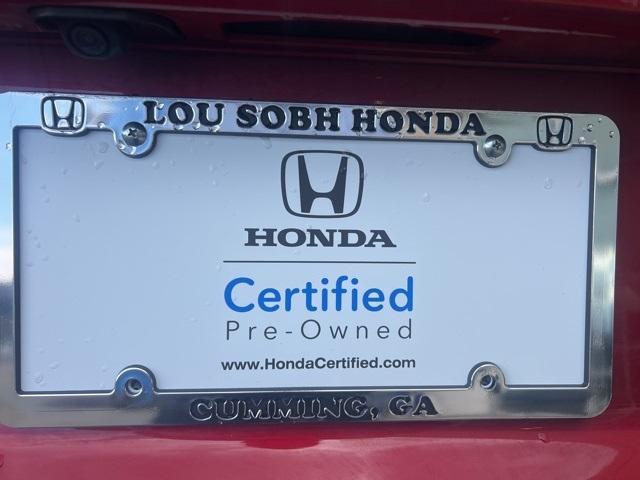 LOU SOBH HONDA
HONDA
Certified
Pre-Owned
www.HondaCertified.com
CUMMING, GA